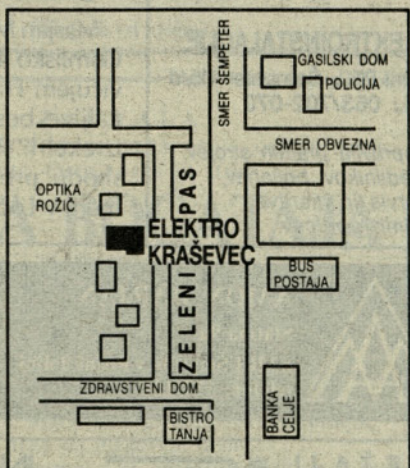 SMER ŠEMPETER
GASILSKI DOM
POLICIJA
SMER OBVEZNA
OPTIKA
ROŽIČ
ZELENI PAS
ELEKTRO
KRAŠEVEC
BUS
POSTAJA
ZDRAVSTVENI DOM
BISTRO
TANJA
BANKA
CELJE